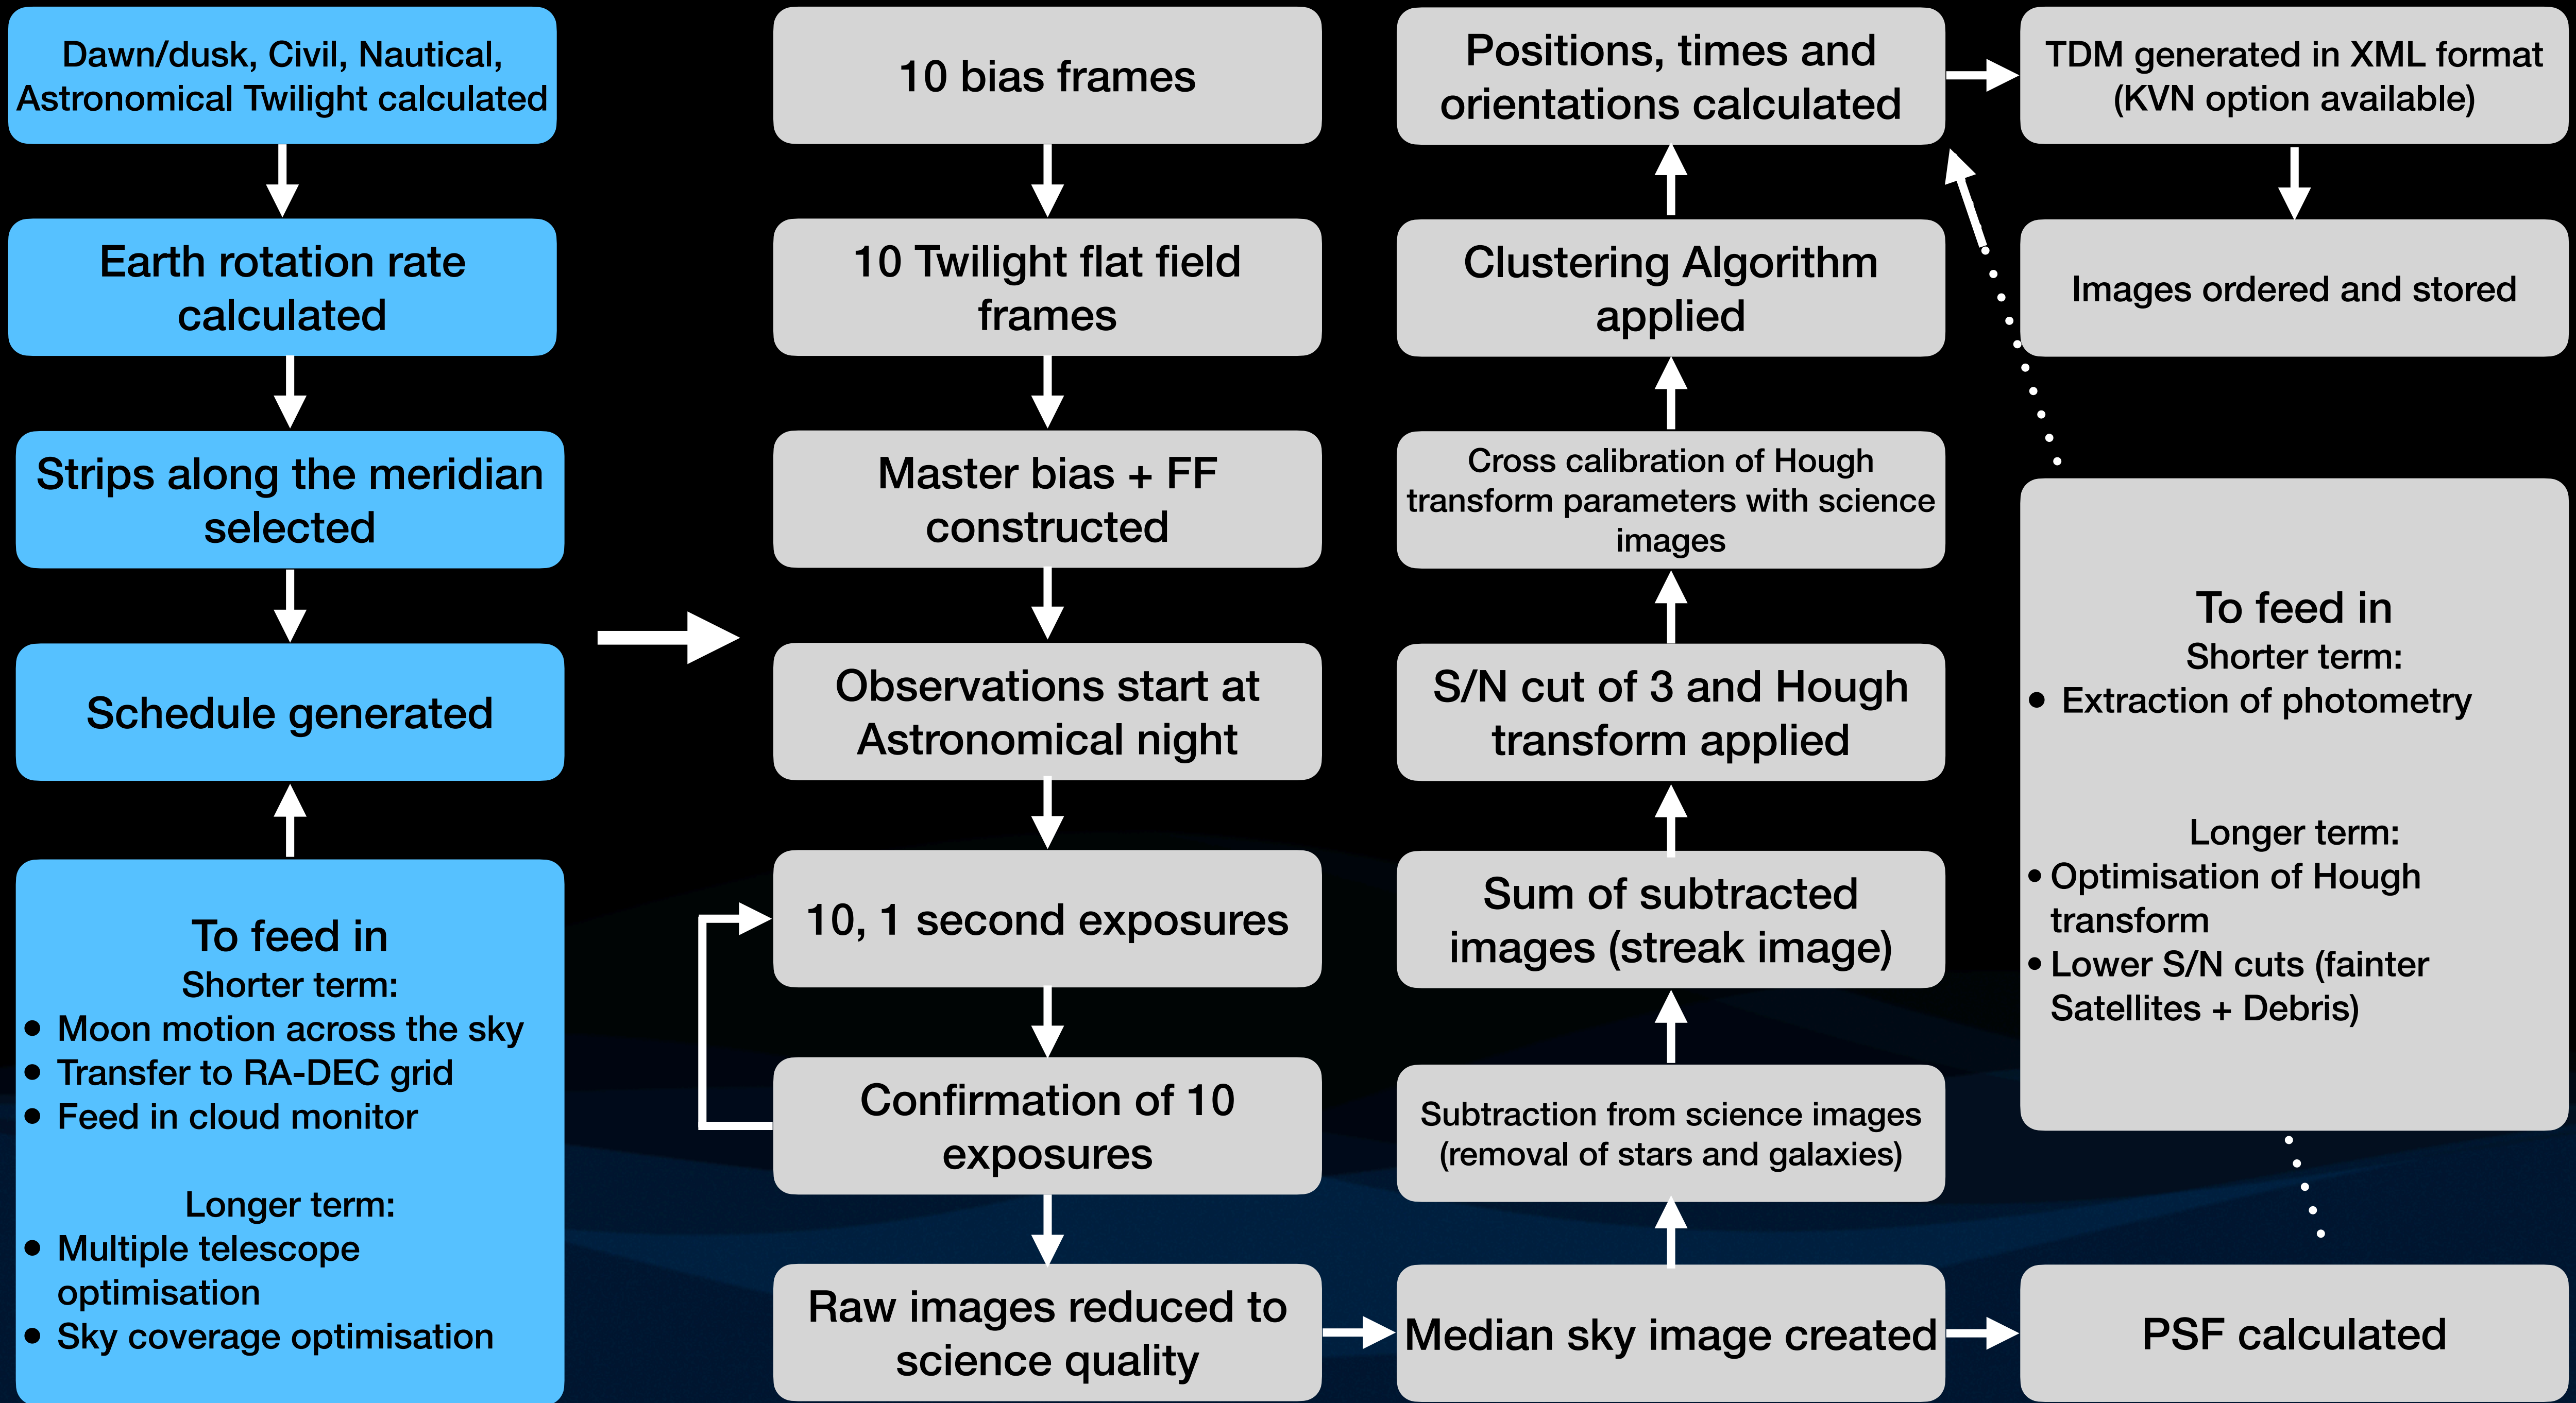 Dawn/dusk, Civil, Nautical,
Astronomical Twilight calculated
Earth rotation rate
calculated
Strips along the meridian
selected
Schedule generated
To feed in
Shorter term:
• Moon motion across the sky
• Transfer to RA-DEC grid
• Feed in cloud monitor
Longer term:
• Multiple telescope
optimisation
• Sky coverage optimisation
10 bias frames
10 Twilight flat field
frames
Master bias + FF
constructed
Observations start at
Astronomical night
10, 1 second exposures
Confirmation of 10
exposures
Raw images reduced to
science quality
Positions, times and
orientations calculated
Clustering Algorithm
applied
Cross calibration of Hough
transform parameters with science
images
S/N cut of 3 and Hough
transform applied
Sum of subtracted
images (streak image)
Subtraction from science images
(removal of stars and galaxies)
Median sky image created
TDM generated in XML format
(KVN option available)
Images ordered and stored
To feed in
Shorter term:
• Extraction of photometry
Longer term:
• Optimisation of Hough
transform
• Lower S/N cuts (fainter
Satellites + Debris)
PSF calculated